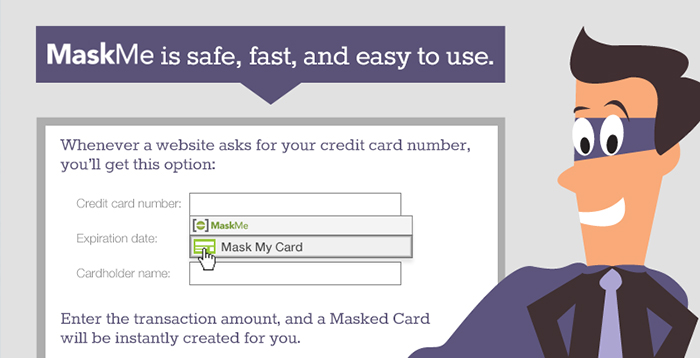 MaskMe is safe, fast, and easy to use.
Whenever a website asks for your credit card number,
you'll get this option:
Credit card number:
MaskMe
Expiration date:
Mask My Card
Cardholder name:
Enter the transaction amount, and a Masked Card
will be instantly created for you.